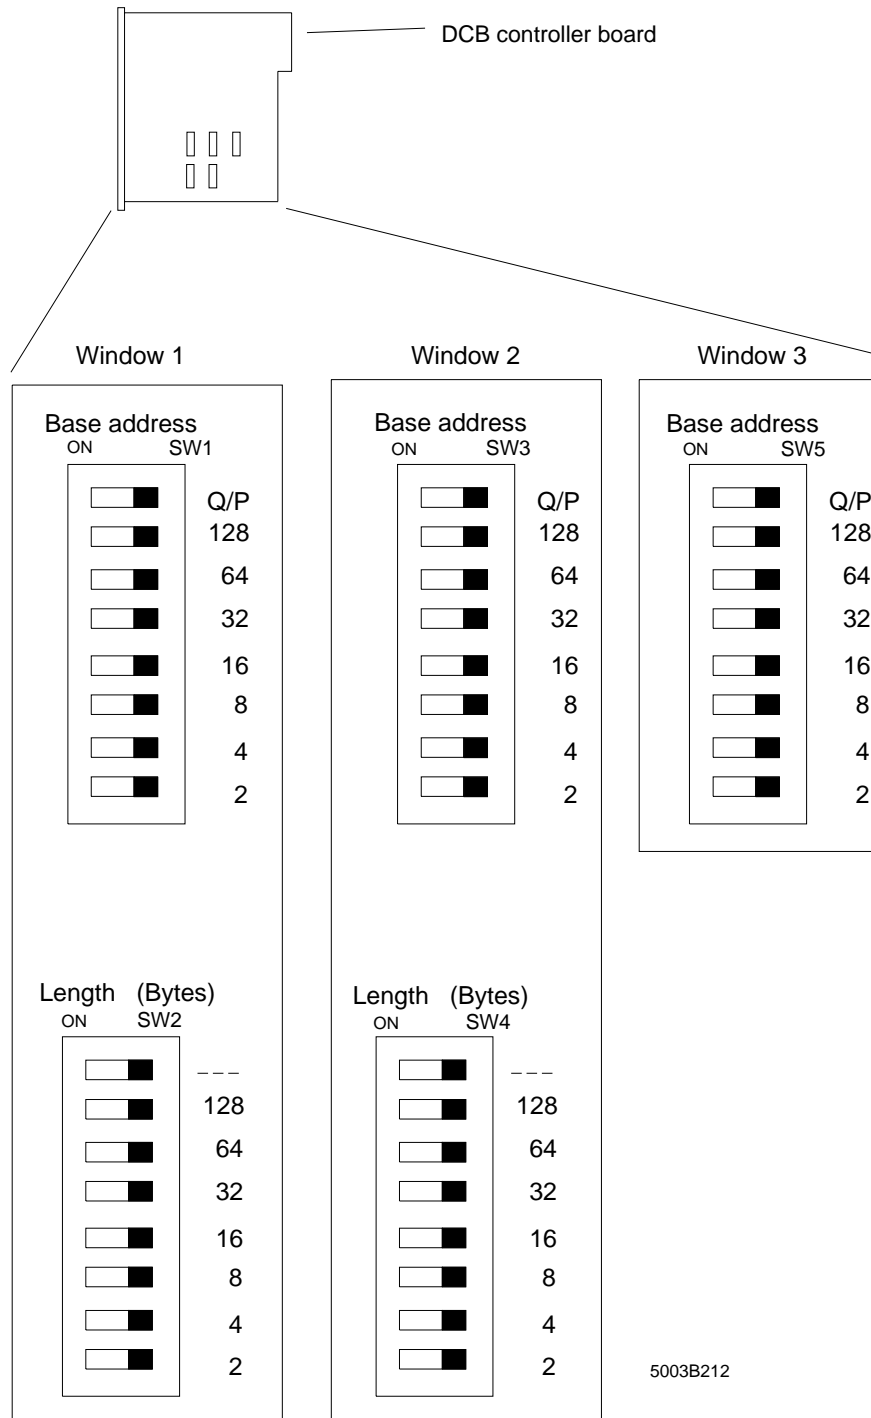 DCB controller board
Window 1
Base address
ON SW1
Q/P
128
64
32
16
8
4
2
Length (Bytes)
ON SW2
---
128
64
32
16
8
4
2
Window 2
Base address
ON SW3
Q/P
128
64
32
16
8
4
2
Length (Bytes)
ON SW4
---
128
64
32
16
8
4
2
Window 3
Base address
ON SW5
Q/P
128
64
32
16
8
4
2
5003B212